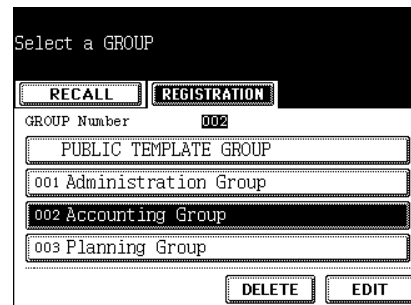 Select a GROUP
RECALL REGISTRATION
GROUP Number 002
PUBLIC TEMPLATE GROUP
001 Administration Group
002 Accounting Group
003 Planning Group
DELETE EDIT